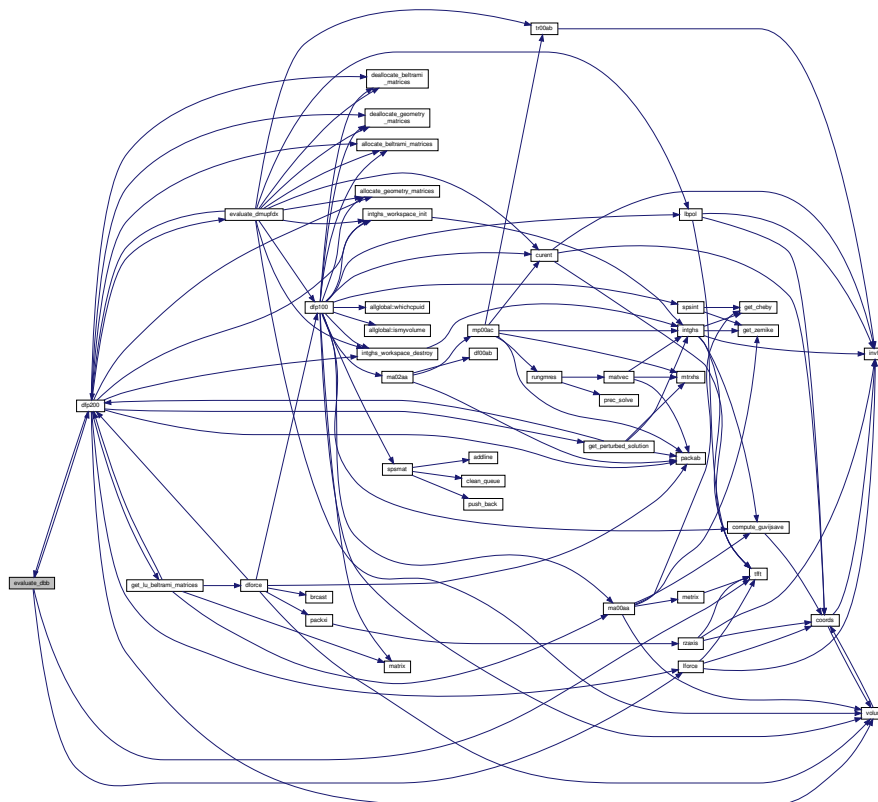 tr00ab
deallocate_beltrami
_matrices
deallocate_geometry
_matrices
allocate_beltrami_matrices
allocate_geometry_matrices
evaluate_dmupfdx
intghs_workspace_init
lbpol
curent
dfp100
allglobal:whichcpuid
spsint
get_cheby
allglobal:ismyvolume
mp00ac
intghs
get_zernike
intghs_workspace_destroy
df00ab
ma02aa
rungmres
matvec
mtrxhs
prec_solve
dfp200
get_perturbed_solution
addline
packab
spsmat
clean_queue
push_back
compute_guvijsave
tfft
evaluate_dbb
get_lu_beltrami_matrices
dforce
brcast
metrix
ma00aa
packxi
coords
rzaxis
matrix
lforce